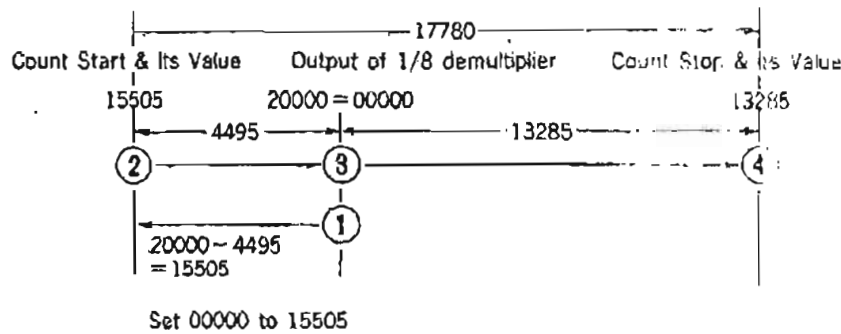 17780
Count Start & Its Value Output of 1/8 demultiplier Count Stop & Its Value
15505 20000 = 00000 13285
4495 13285
2 3 4
1
20000 - 4495
= 15505
Set 00000 to 15505